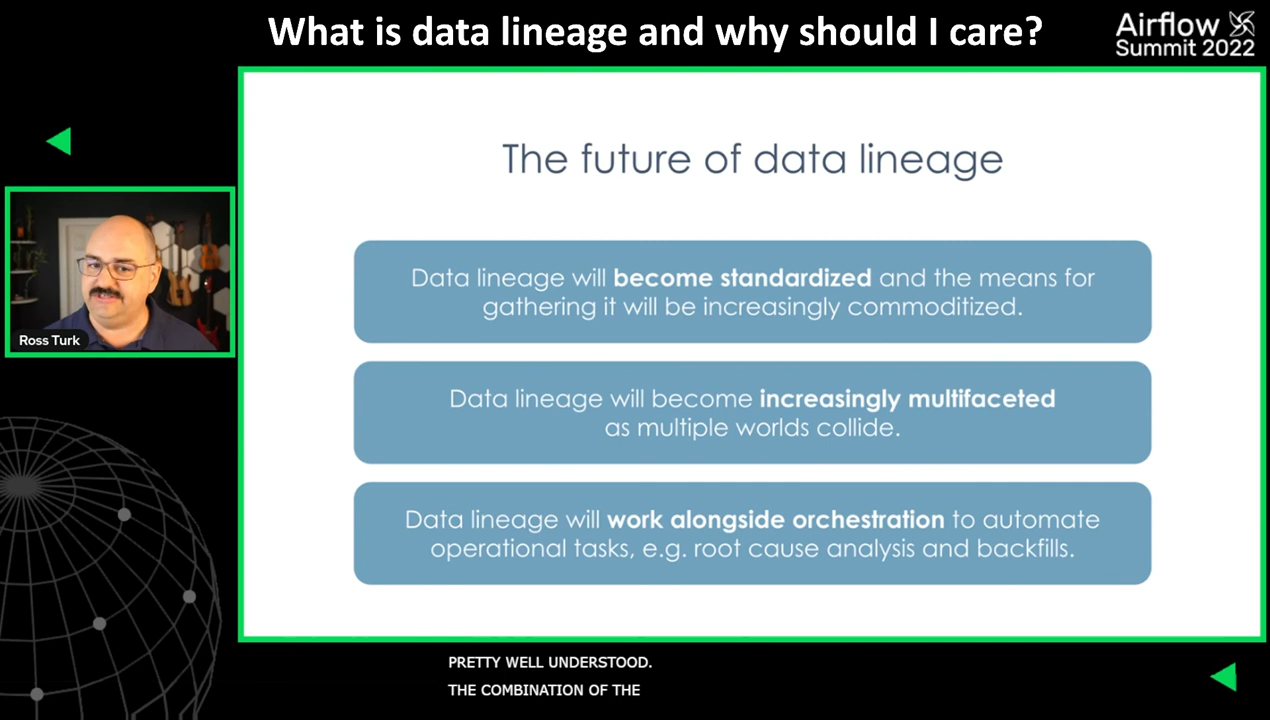 What is data lineage and why should I care?
Airflow
Summit 2022
The future of data lineage
Data lineage will become standardized and the means for
gathering it will be increasingly commoditized.
Ross Turk
Data lineage will become increasingly multifaceted
as multiple worlds collide.
Data lineage will work alongside orchestration to automate
operational tasks, e.g. root cause analysis and backfills.
PRETTY WELL UNDERSTOOD.
THE COMBINATION OF THE